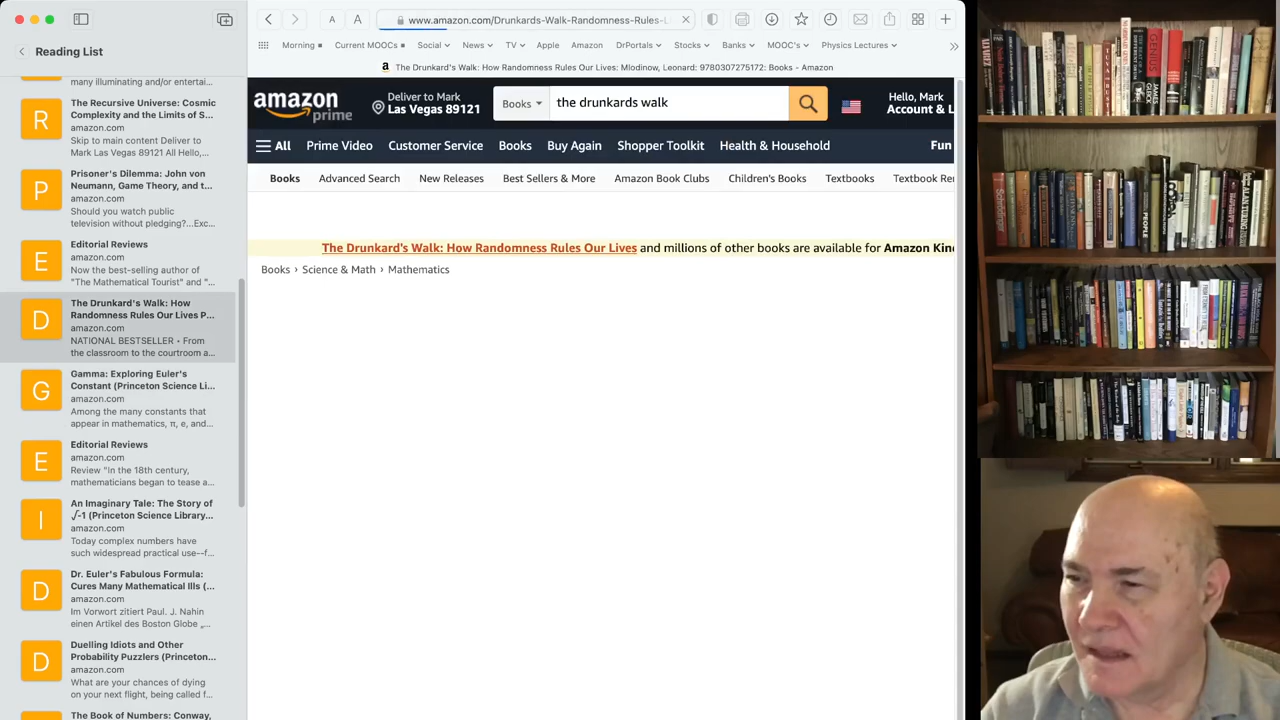 Reading List
many illuminating and/or entertai...
R
The Recursive Universe: Cosmic
Complexity and the Limits of S...
amazon.com
Skip to main content Deliver to
Mark Las Vegas 89121 All Hello,...
P
Prisoner's Dilemma: John von
Neumann, Game Theory, and t...
amazon.com
Should you watch public
television without pledging?...Exc...
E
Editorial Reviews
amazon.com
Now the best-selling author of
"The Mathematical Tourist" and "...
D
The Drunkard's Walk: How
Randomness Rules Our Lives P...
amazon.com
NATIONAL BESTSELLER • From
the classroom to the courtroom a...
G
Gamma: Exploring Euler's
Constant (Princeton Science Li...
amazon.com
Among the many constants that
appear in mathematics, π, e, and...
E
Editorial Reviews
amazon.com
Review "In the 18th century,
mathematicians began to tease a...
I
An Imaginary Tale: The Story of
√-1 (Princeton Science Library...
amazon.com
Today complex numbers have
such widespread practical use--f...
D
Dr. Euler's Fabulous Formula:
Cures Many Mathematical Ills (...
amazon.com
Im Vorwort zitiert Paul. J. Nahin
einen Artikel des Boston Globe „...
D
Duelling Idiots and Other
Probability Puzzlers (Princeton...
amazon.com
What are your chances of dying
on your next flight, being called f...
The Book of Numbers: Conway,
A A www.amazon.com/Drunkards-Walk-Randomness-Rules-L
Morning Current MOOCs Social News TV Apple Amazon DrPortals Stocks Banks MOOC's Physics Lectures
a The Drunkard's Walk: How Randomness Rules Our Lives: Mlodinow, Leonard: 9780307275172: Books - Amazon
amazon prime
Deliver to Mark
Las Vegas 89121
Books the drunkards walk
Hello, Mark
Account & L
All Prime Video Customer Service Books Buy Again Shopper Toolkit Health & Household Fun
Books Advanced Search New Releases Best Sellers & More Amazon Book Clubs Children's Books Textbooks Textbook Re
The Drunkard's Walk: How Randomness Rules Our Lives and millions of other books are available for Amazon Kin
Books › Science & Math › Mathematics
GENIUS
JAMES
GLEICK
Schrödinger
PEOPLE
ALAN TURING